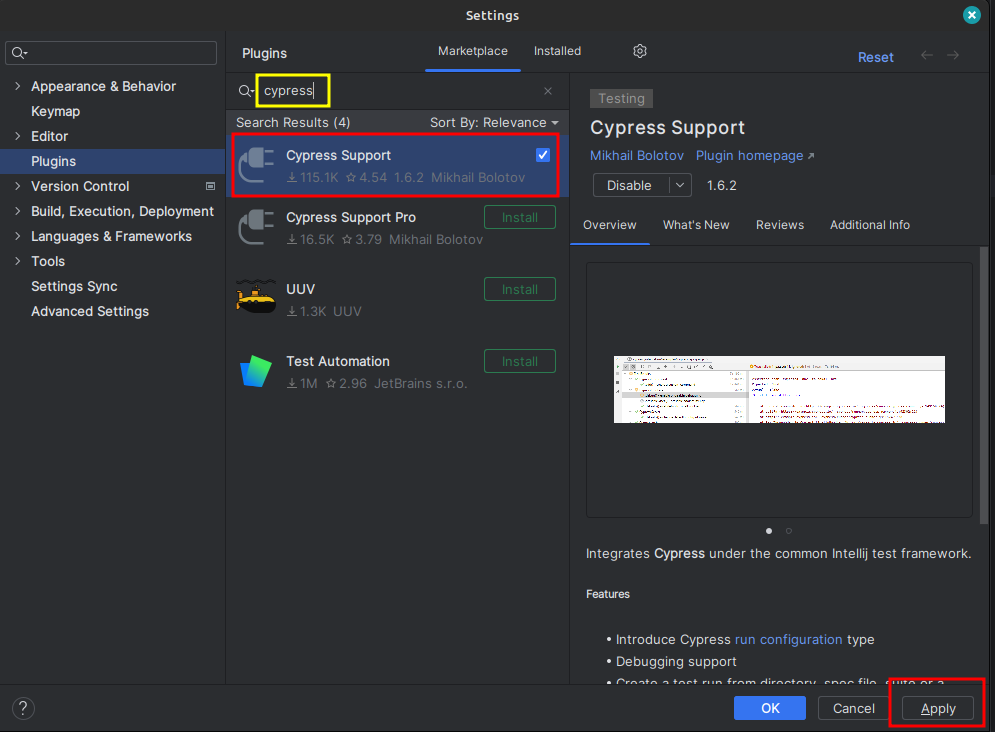 Settings
Appearance & Behavior
Keymap
Editor
Plugins
Version Control
Build, Execution, Deployment
Languages & Frameworks
Tools
Settings Sync
Advanced Settings
Plugins
Marketplace
Installed
Reset
cypress
Search Results (4)
Sort By: Relevance
Cypress Support
115.1K 4.54 1.6.2 Mikhail Bolotov
Cypress Support Pro
Install
16.5K 3.79 Mikhail Bolotov
UUV
Install
1.3K UUV
Test Automation
Install
1M 2.96 JetBrains s.r.o.
Testing
Cypress Support
Mikhail Bolotov Plugin homepage ↗
Disable
1.6.2
Overview
What's New
Reviews
Additional Info
Integrates Cypress under the common Intellij test framework.
Features
• Introduce Cypress run configuration type
• Debugging support
• Create a test run from directory, spec file, suite or a
?
OK
Cancel
Apply